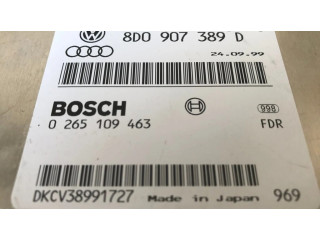 8D0 907 389 D
24.09.99
BOSCH
0 265 109 463
998
FDR
DKCV38991727 Made in Japan 969